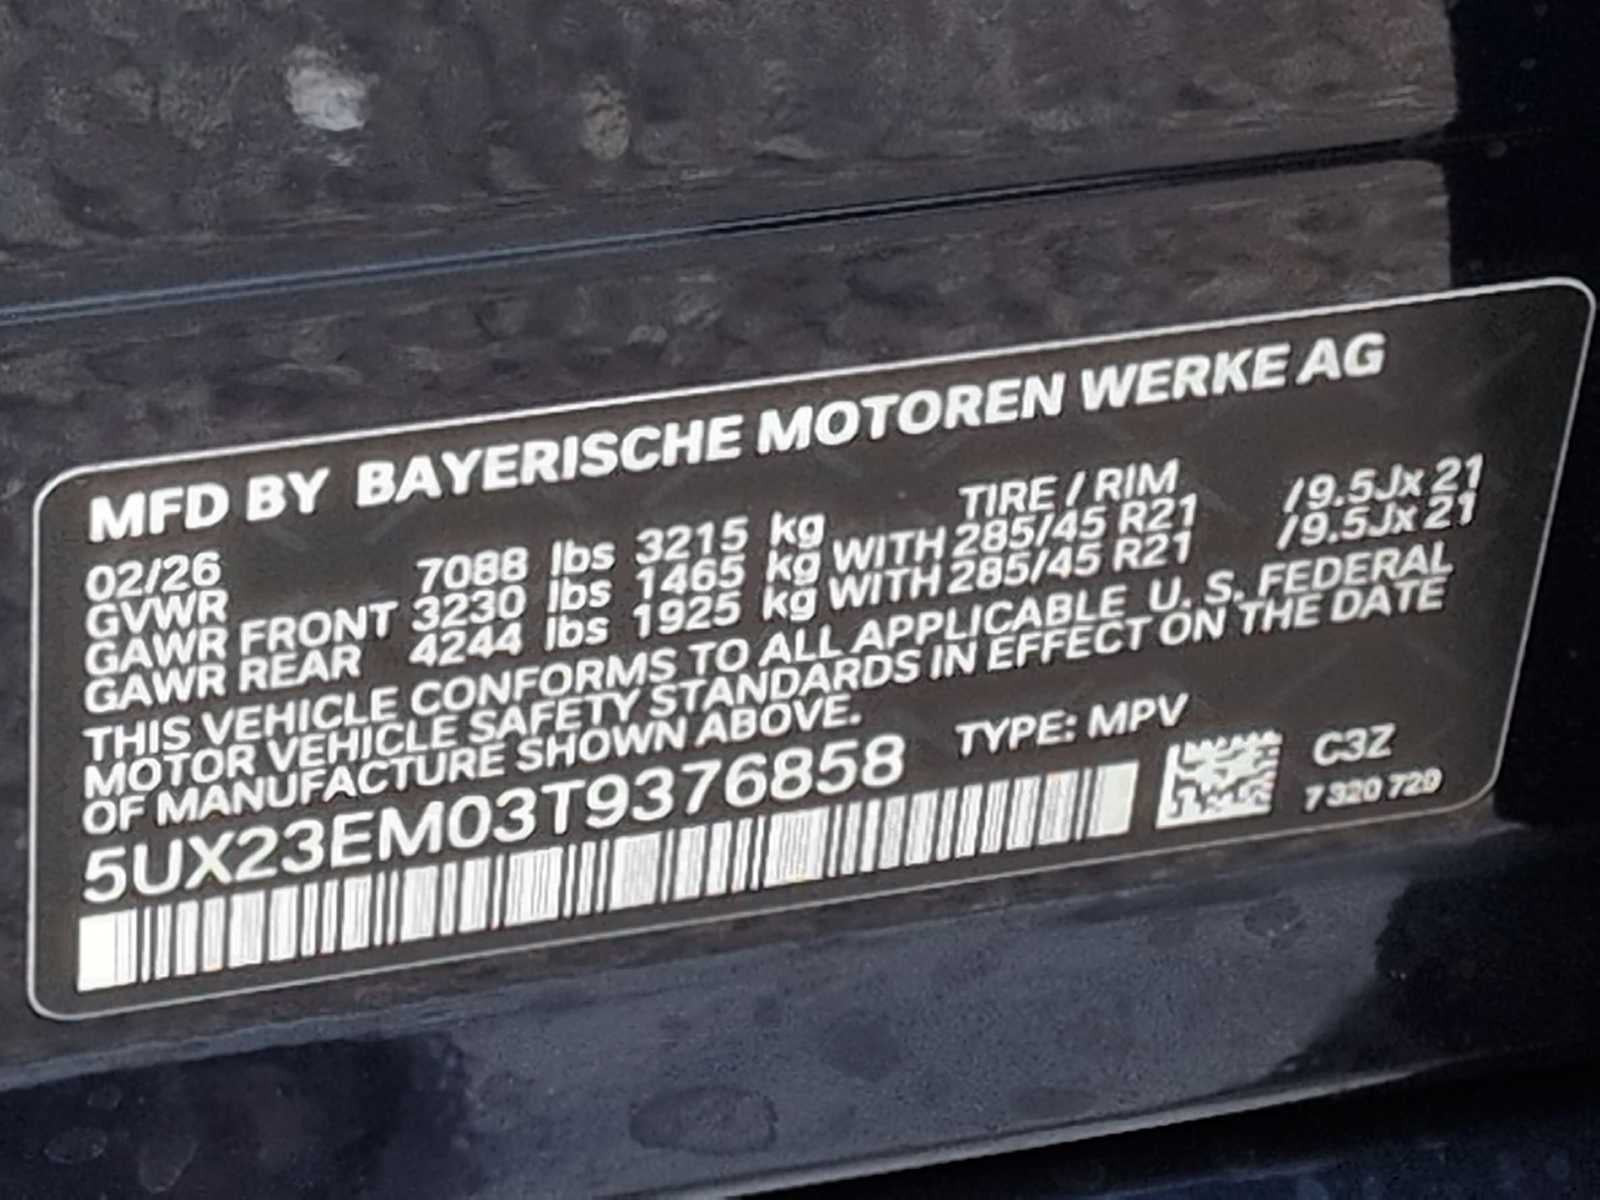 MFD BY BAYERISCHE MOTOREN WERKE AG
02/26 TIRE / RIM
GVWR 7088 lbs 3215 kg
GAWR FRONT 3230 lbs 1465 kg WITH 285/45 R21 /9.5Jx 21
GAWR REAR 4244 lbs 1925 kg WITH 285/45 R21 /9.5Jx 21
THIS VEHICLE CONFORMS TO ALL APPLICABLE U. S. FEDERAL
MOTOR VEHICLE SAFETY STANDARDS IN EFFECT ON THE DATE
OF MANUFACTURE SHOWN ABOVE.
5UX23EM03T9376858 TYPE: MPV
C3Z
7 320 729